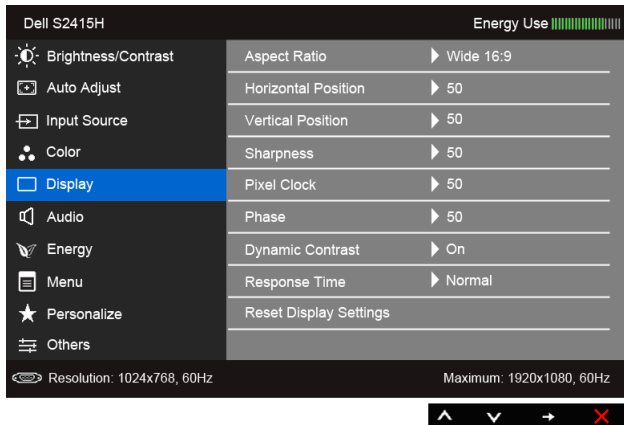 Dell S2415H Energy Use
Brightness/Contrast
Auto Adjust
Input Source
Color
Display
Audio
Energy
Menu
Personalize
Others
Aspect Ratio Wide 16:9
Horizontal Position 50
Vertical Position 50
Sharpness 50
Pixel Clock 50
Phase 50
Dynamic Contrast On
Response Time Normal
Reset Display Settings
Resolution: 1024x768, 60Hz Maximum: 1920x1080, 60Hz